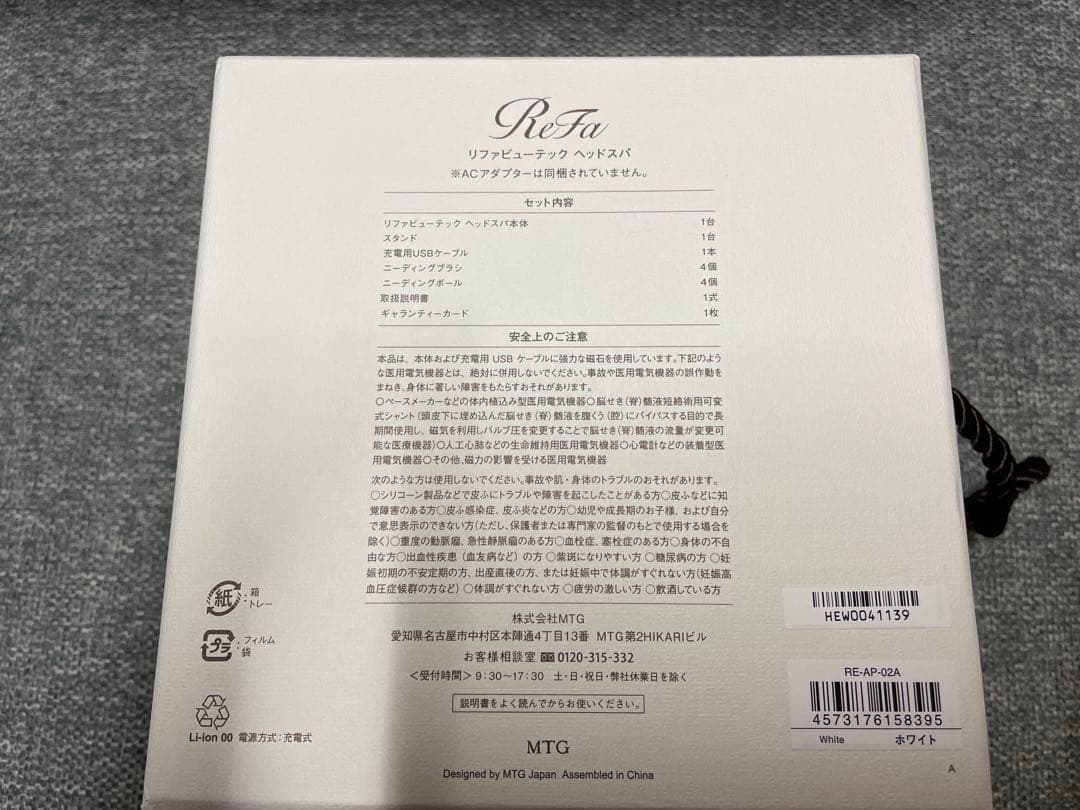 ReFa
リファビューテック ヘッドスパ
※ACアダプターは同梱されていません。
セット内容
リファビューテック ヘッドスパ本体 1台
スタンド 1台
充電用USBケーブル 1本
ニーディングブラシ 4個
ニーディングボール 4個
取扱説明書 1式
ギャランティーカード 1枚
安全上のご注意
本品は、本体および充電用 USB ケーブルに強力な磁石を使用しています。下記のよう
な医用電気機器とは、絶対に併用しないでください。事故や医用電気機器の誤作動を
まねき、身体に著しい障害をもたらすおそれがあります。
○ペースメーカーなどの体内植込み型医用電気機器○脳せき(脊)髄液短絡術用可変
式シャント(頭皮下に埋め込んだ脳せき(脊)髄液を腹くう(腔)にバイパスする目的で長
期間使用し、磁気を利用しバルブ圧を変更することで脳せき(脊)髄液の流量が変更可
能な医療機器)○人工心肺などの生命維持用医用電気機器○心電計などの装着型医
用電気機器○その他、磁力の影響を受ける医用電気機器
次のような方は使用しないでください。事故や肌・身体のトラブルのおそれがあります。
○シリコーン製品などで皮ふにトラブルや障害を起こしたことがある方○皮ふなどに知
覚障害のある方○皮ふ感染症、皮ふ炎などの方○幼児や成長期のお子様、および自分
で意思表示のできない方(ただし、保護者または専門家の監督のもとで使用する場合を
除く)○重度の動脈瘤、急性静脈瘤のある方○血栓症、塞栓症のある方○身体の不自
由な方○出血性疾患(血友病など)の方○紫斑になりやすい方○糖尿病の方○妊
娠初期の不安定期の方、出産直後の方、または妊娠中で体調がすぐれない方(妊娠高
血圧症候群の方など)○体調がすぐれない方○疲労の激しい方○飲酒している方
株式会社MTG
愛知県名古屋市中村区本陣通4丁目13番 MTG第2HIKARIビル
お客様相談室 0120-315-332
<受付時間>9:30~17:30 土・日・祝日・弊社休業日を除く
説明書をよく読んでからお使いください。
MTG
Designed by MTG Japan Assembled in China
紙:箱
・トレー
プラ:フィルム
袋
Li-ion 00 電源方式:充電式
HEW0041139
RE-AP-02A
4573176158395
White ホワイト
A